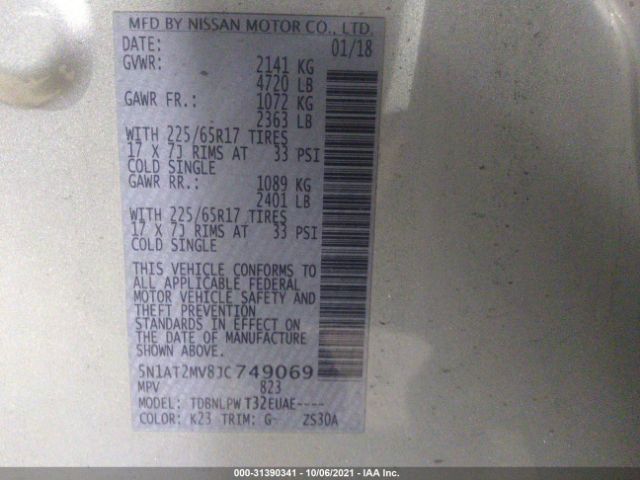 MFD BY NISSAN MOTOR CO., LTD.
DATE: 01/18
GVWR: 2141 KG
4720 LB
GAWR FR.: 1072 KG
2363 LB
WITH 225/65R17 TIRES
17 X 7J RIMS AT 33 PSI
COLD SINGLE
GAWR RR.: 1089 KG
2401 LB
WITH 225/65R17 TIRES
17 X 7J RIMS AT 33 PSI
COLD SINGLE
THIS VEHICLE CONFORMS TO
ALL APPLICABLE FEDERAL
MOTOR VEHICLE SAFETY AND
THEFT PREVENTION
STANDARDS IN EFFECT ON
THE DATE OF MANUFACTURE
SHOWN ABOVE.
5N1AT2MV8JC749069
MPV 823
MODEL: TDBNLPW T32EUAE----
COLOR: K23 TRIM: G- ZS30A
000-31390341 - 10/06/2021 - IAA Inc.